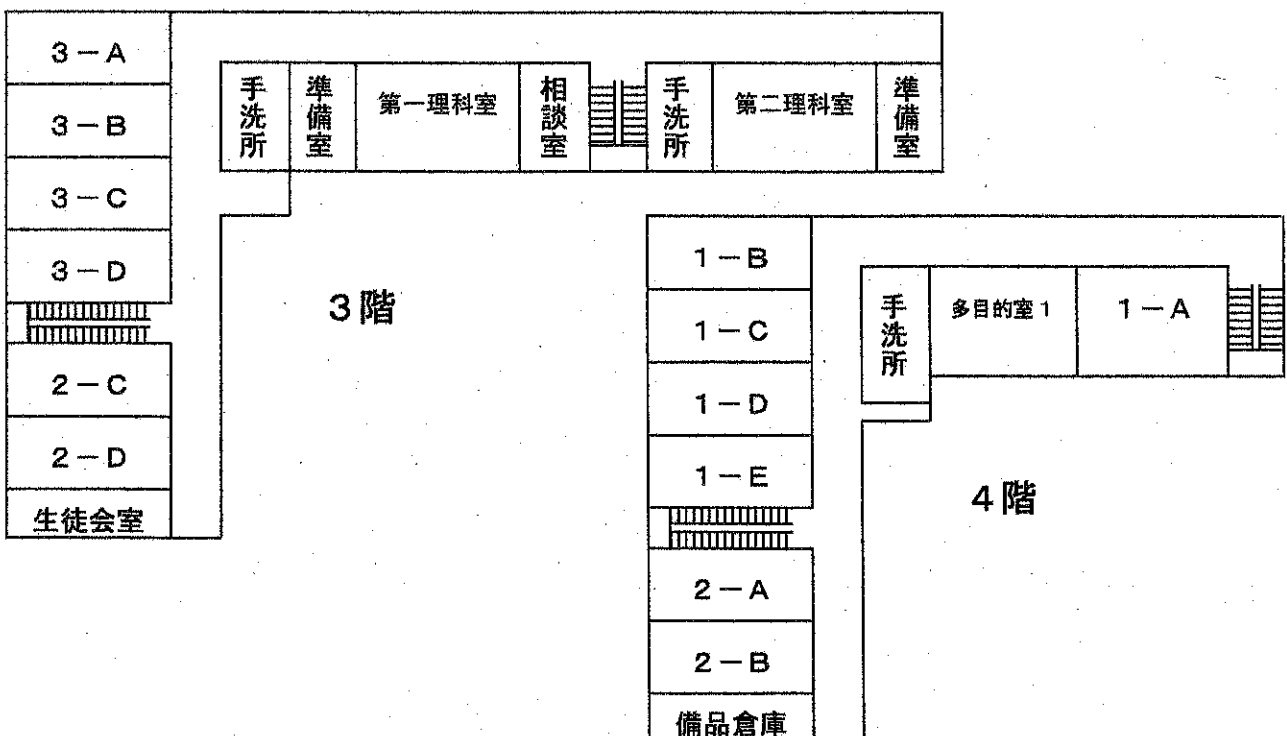 3－A
3－B
3－C
3－D
2－C
2－D
生徒会室
手洗所
準備室
第一理科室
相談室
手洗所
第二理科室
準備室
3階
1－B
1－C
1－D
1－E
2－A
2－B
備品倉庫
手洗所
多目的室1
1－A
4階